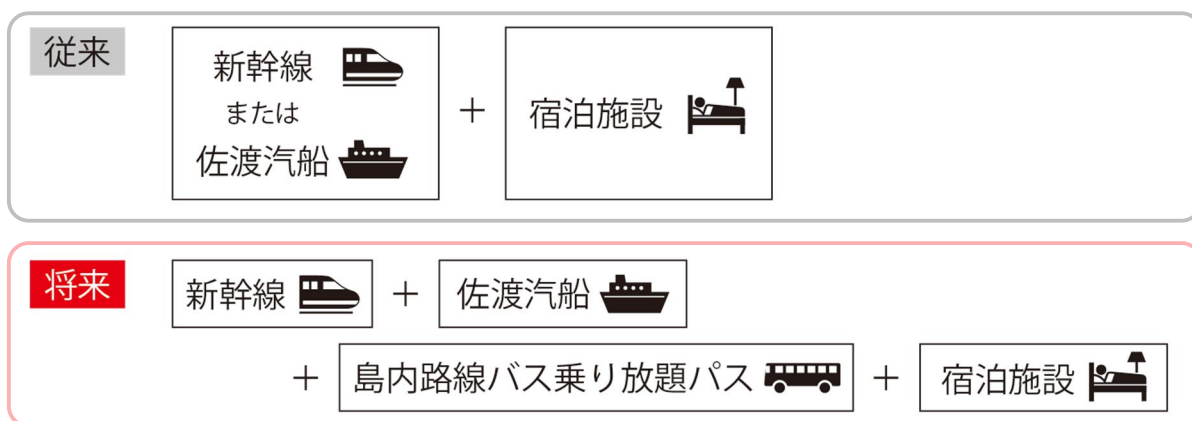 従来
新幹線
または
佐渡汽船
+
宿泊施設
将来
新幹線 + 佐渡汽船
+ 島内路線バス乗り放題パス + 宿泊施設